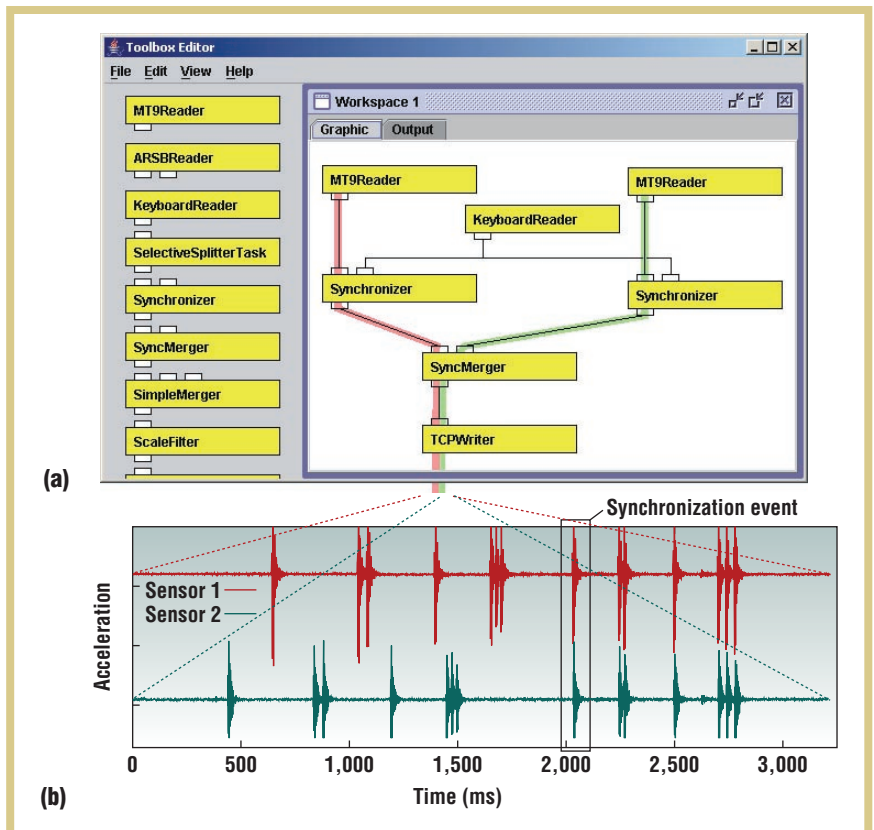 Toolbox Editor
File Edit View Help
MT9Reader
ARSBReader
KeyboardReader
SelectiveSplitterTask
Synchronizer
SyncMerger
SimpleMerger
ScaleFilter
Workspace 1
Graphic Output
MT9Reader
MT9Reader
KeyboardReader
Synchronizer
Synchronizer
SyncMerger
TCPWriter
(a)
Synchronization event
Sensor 1
Sensor 2
Acceleration
0 500 1,000 1,500 2,000 2,500 3,000
Time (ms)
(b)